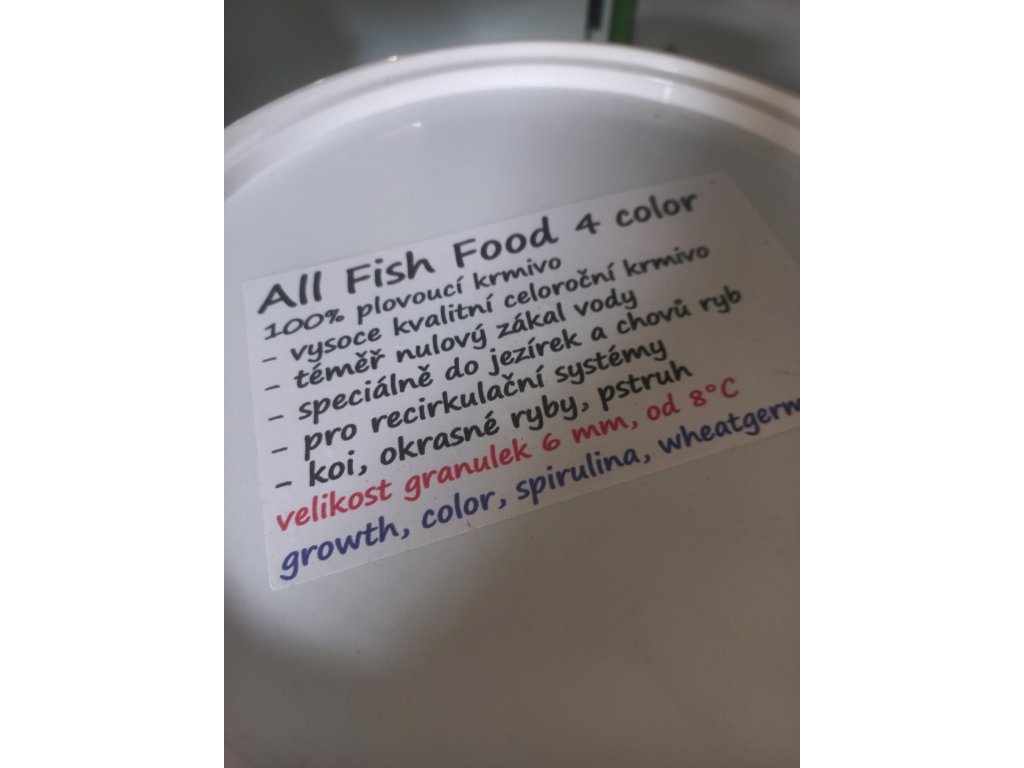 All Fish Food 4 color
100% plovoucí krmivo
- vysoce kvalitní celoroční krmivo
- téměř nulový zákal vody
- speciálně do jezírek a chovů ryb
- pro recirkulační systémy
- koi, okrasné ryby, pstruh
velikost granulek 6 mm, od 8°C
growth, color, spirulina, wheatgerm